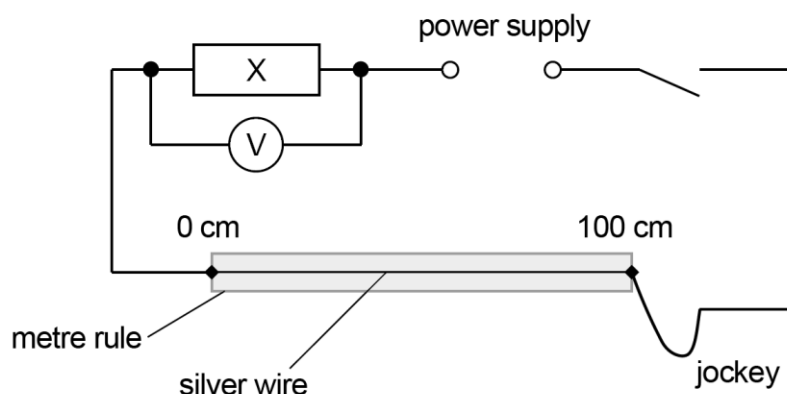 power supply
X
V
0 cm
100 cm
metre rule
silver wire
jockey